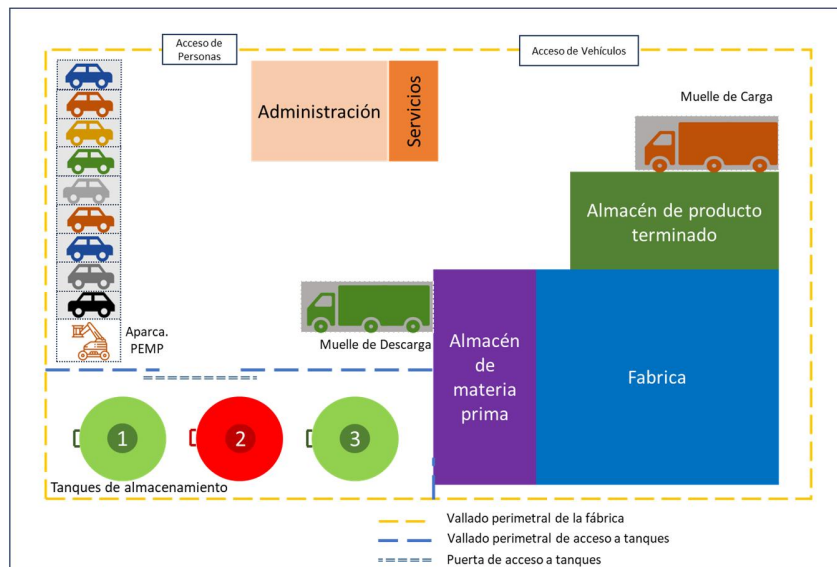 Acceso de
Personas
Acceso de Vehículos
Administración
Servicios
Muelle de Carga
Almacén de producto
terminado
Aparca.
PEMP
Muelle de Descarga
Almacén
de
materia
prima
Fabrica
1
2
3
Tanques de almacenamiento
Vallado perimetral de la fábrica
Vallado perimetral de acceso a tanques
Puerta de acceso a tanques